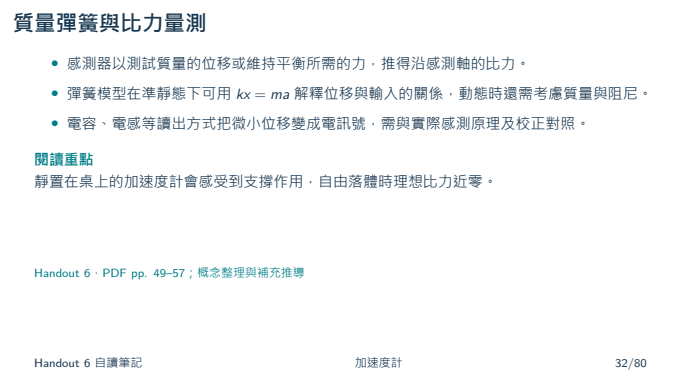 質量彈簧與比力量測
• 感測器以測試質量的位移或維持平衡所需的力，推得沿感測軸的比力。
• 彈簧模型在準靜態下可用 kx = ma 解釋位移與輸入的關係，動態時還需考慮質量與阻尼。
• 電容、電感等讀出方式把微小位移變成電訊號，需與實際感測原理及校正對照。
閱讀重點
靜置在桌上的加速度計會感受到支撐作用，自由落體時理想比力近零。
Handout 6 · PDF pp. 49–57；概念整理與補充推導
Handout 6 自讀筆記 加速度計 32/80